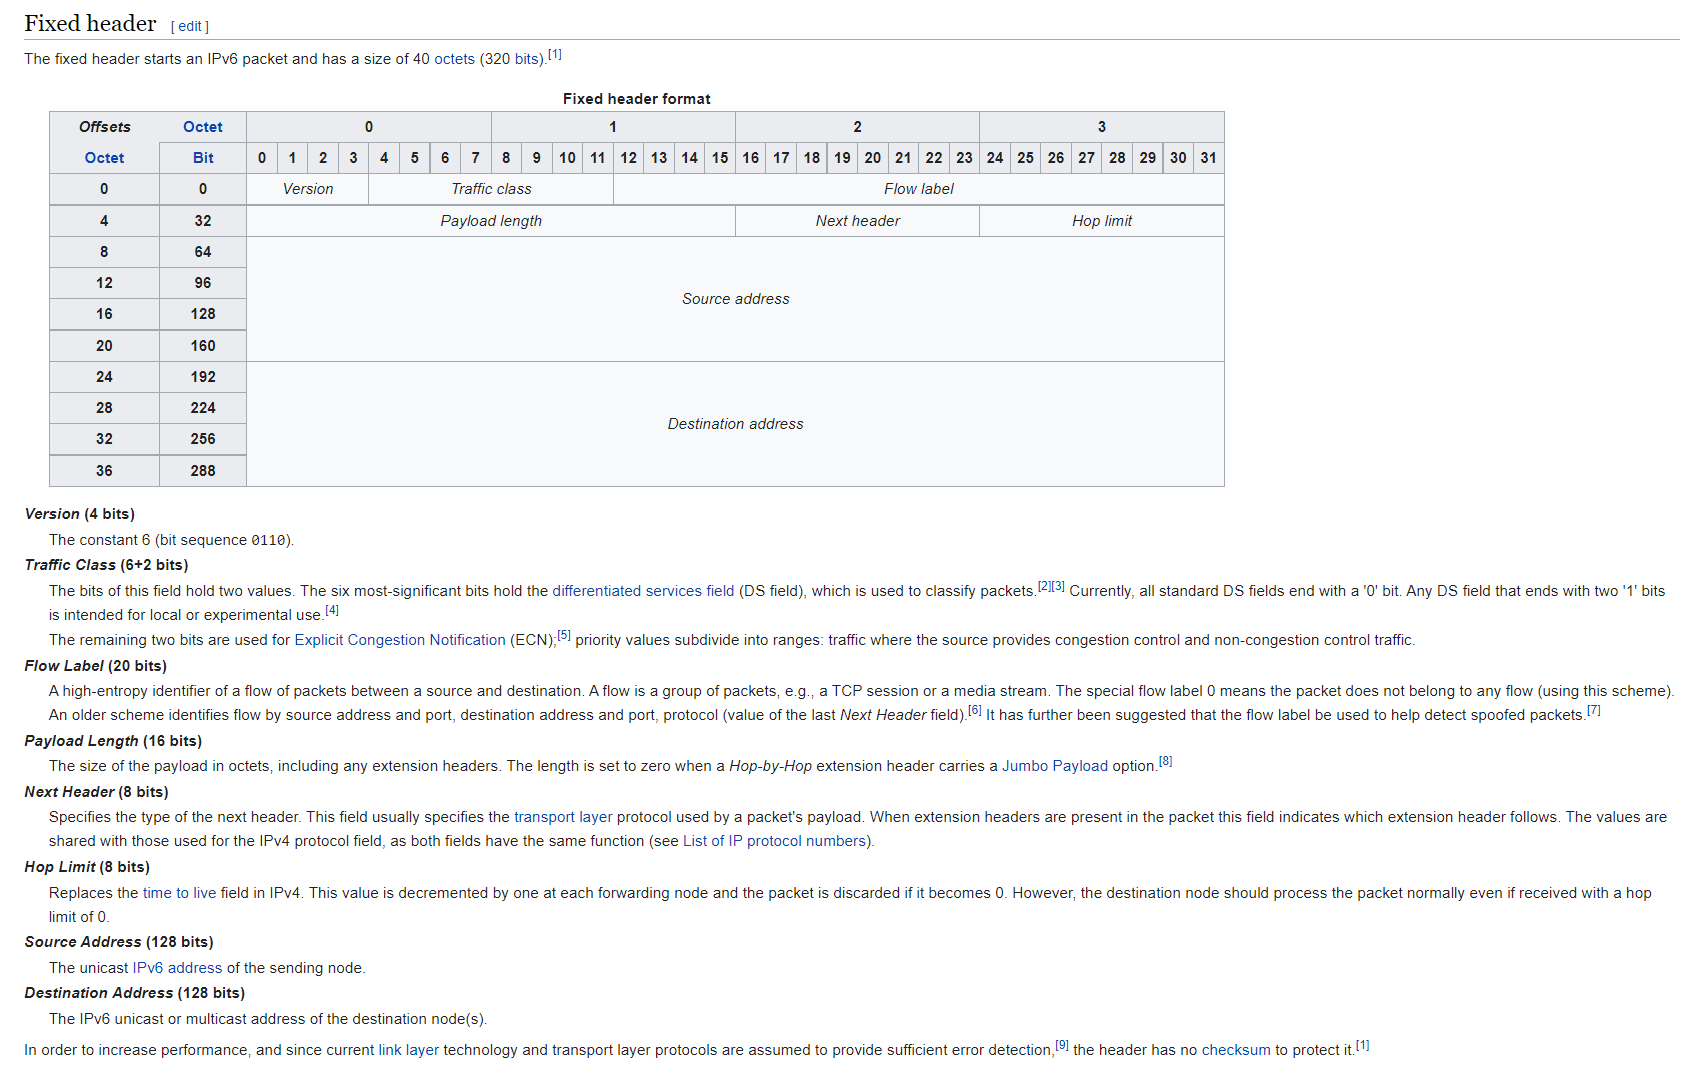 Fixed header [ edit ]
The fixed header starts an IPv6 packet and has a size of 40 octets (320 bits).[1]
Fixed header format
Offsets Octet 0 1 2 3
Octet Bit 0 1 2 3 4 5 6 7 8 9 10 11 12 13 14 15 16 17 18 19 20 21 22 23 24 25 26 27 28 29 30 31
0 0 Version Traffic class Flow label
4 32 Payload length Next header Hop limit
8 64
12 96
Source address
16 128
20 160
24 192
28 224
Destination address
32 256
36 288
Version (4 bits)
The constant 6 (bit sequence 0110).
Traffic Class (6+2 bits)
The bits of this field hold two values. The six most-significant bits hold the differentiated services field (DS field), which is used to classify packets.[2][3] Currently, all standard DS fields end with a '0' bit. Any DS field that ends with two '1' bits
is intended for local or experimental use.[4]
The remaining two bits are used for Explicit Congestion Notification (ECN);[5] priority values subdivide into ranges: traffic where the source provides congestion control and non-congestion control traffic.
Flow Label (20 bits)
A high-entropy identifier of a flow of packets between a source and destination. A flow is a group of packets, e.g., a TCP session or a media stream. The special flow label 0 means the packet does not belong to any flow (using this scheme).
An older scheme identifies flow by source address and port, destination address and port, protocol (value of the last Next Header field).[6] It has further been suggested that the flow label be used to help detect spoofed packets.[7]
Payload Length (16 bits)
The size of the payload in octets, including any extension headers. The length is set to zero when a Hop-by-Hop extension header carries a Jumbo Payload option.[8]
Next Header (8 bits)
Specifies the type of the next header. This field usually specifies the transport layer protocol used by a packet's payload. When extension headers are present in the packet this field indicates which extension header follows. The values are
shared with those used for the IPv4 protocol field, as both fields have the same function (see List of IP protocol numbers).
Hop Limit (8 bits)
Replaces the time to live field in IPv4. This value is decremented by one at each forwarding node and the packet is discarded if it becomes 0. However, the destination node should process the packet normally even if received with a hop
limit of 0.
Source Address (128 bits)
The unicast IPv6 address of the sending node.
Destination Address (128 bits)
The IPv6 unicast or multicast address of the destination node(s).
In order to increase performance, and since current link layer technology and transport layer protocols are assumed to provide sufficient error detection,[9] the header has no checksum to protect it.[1]